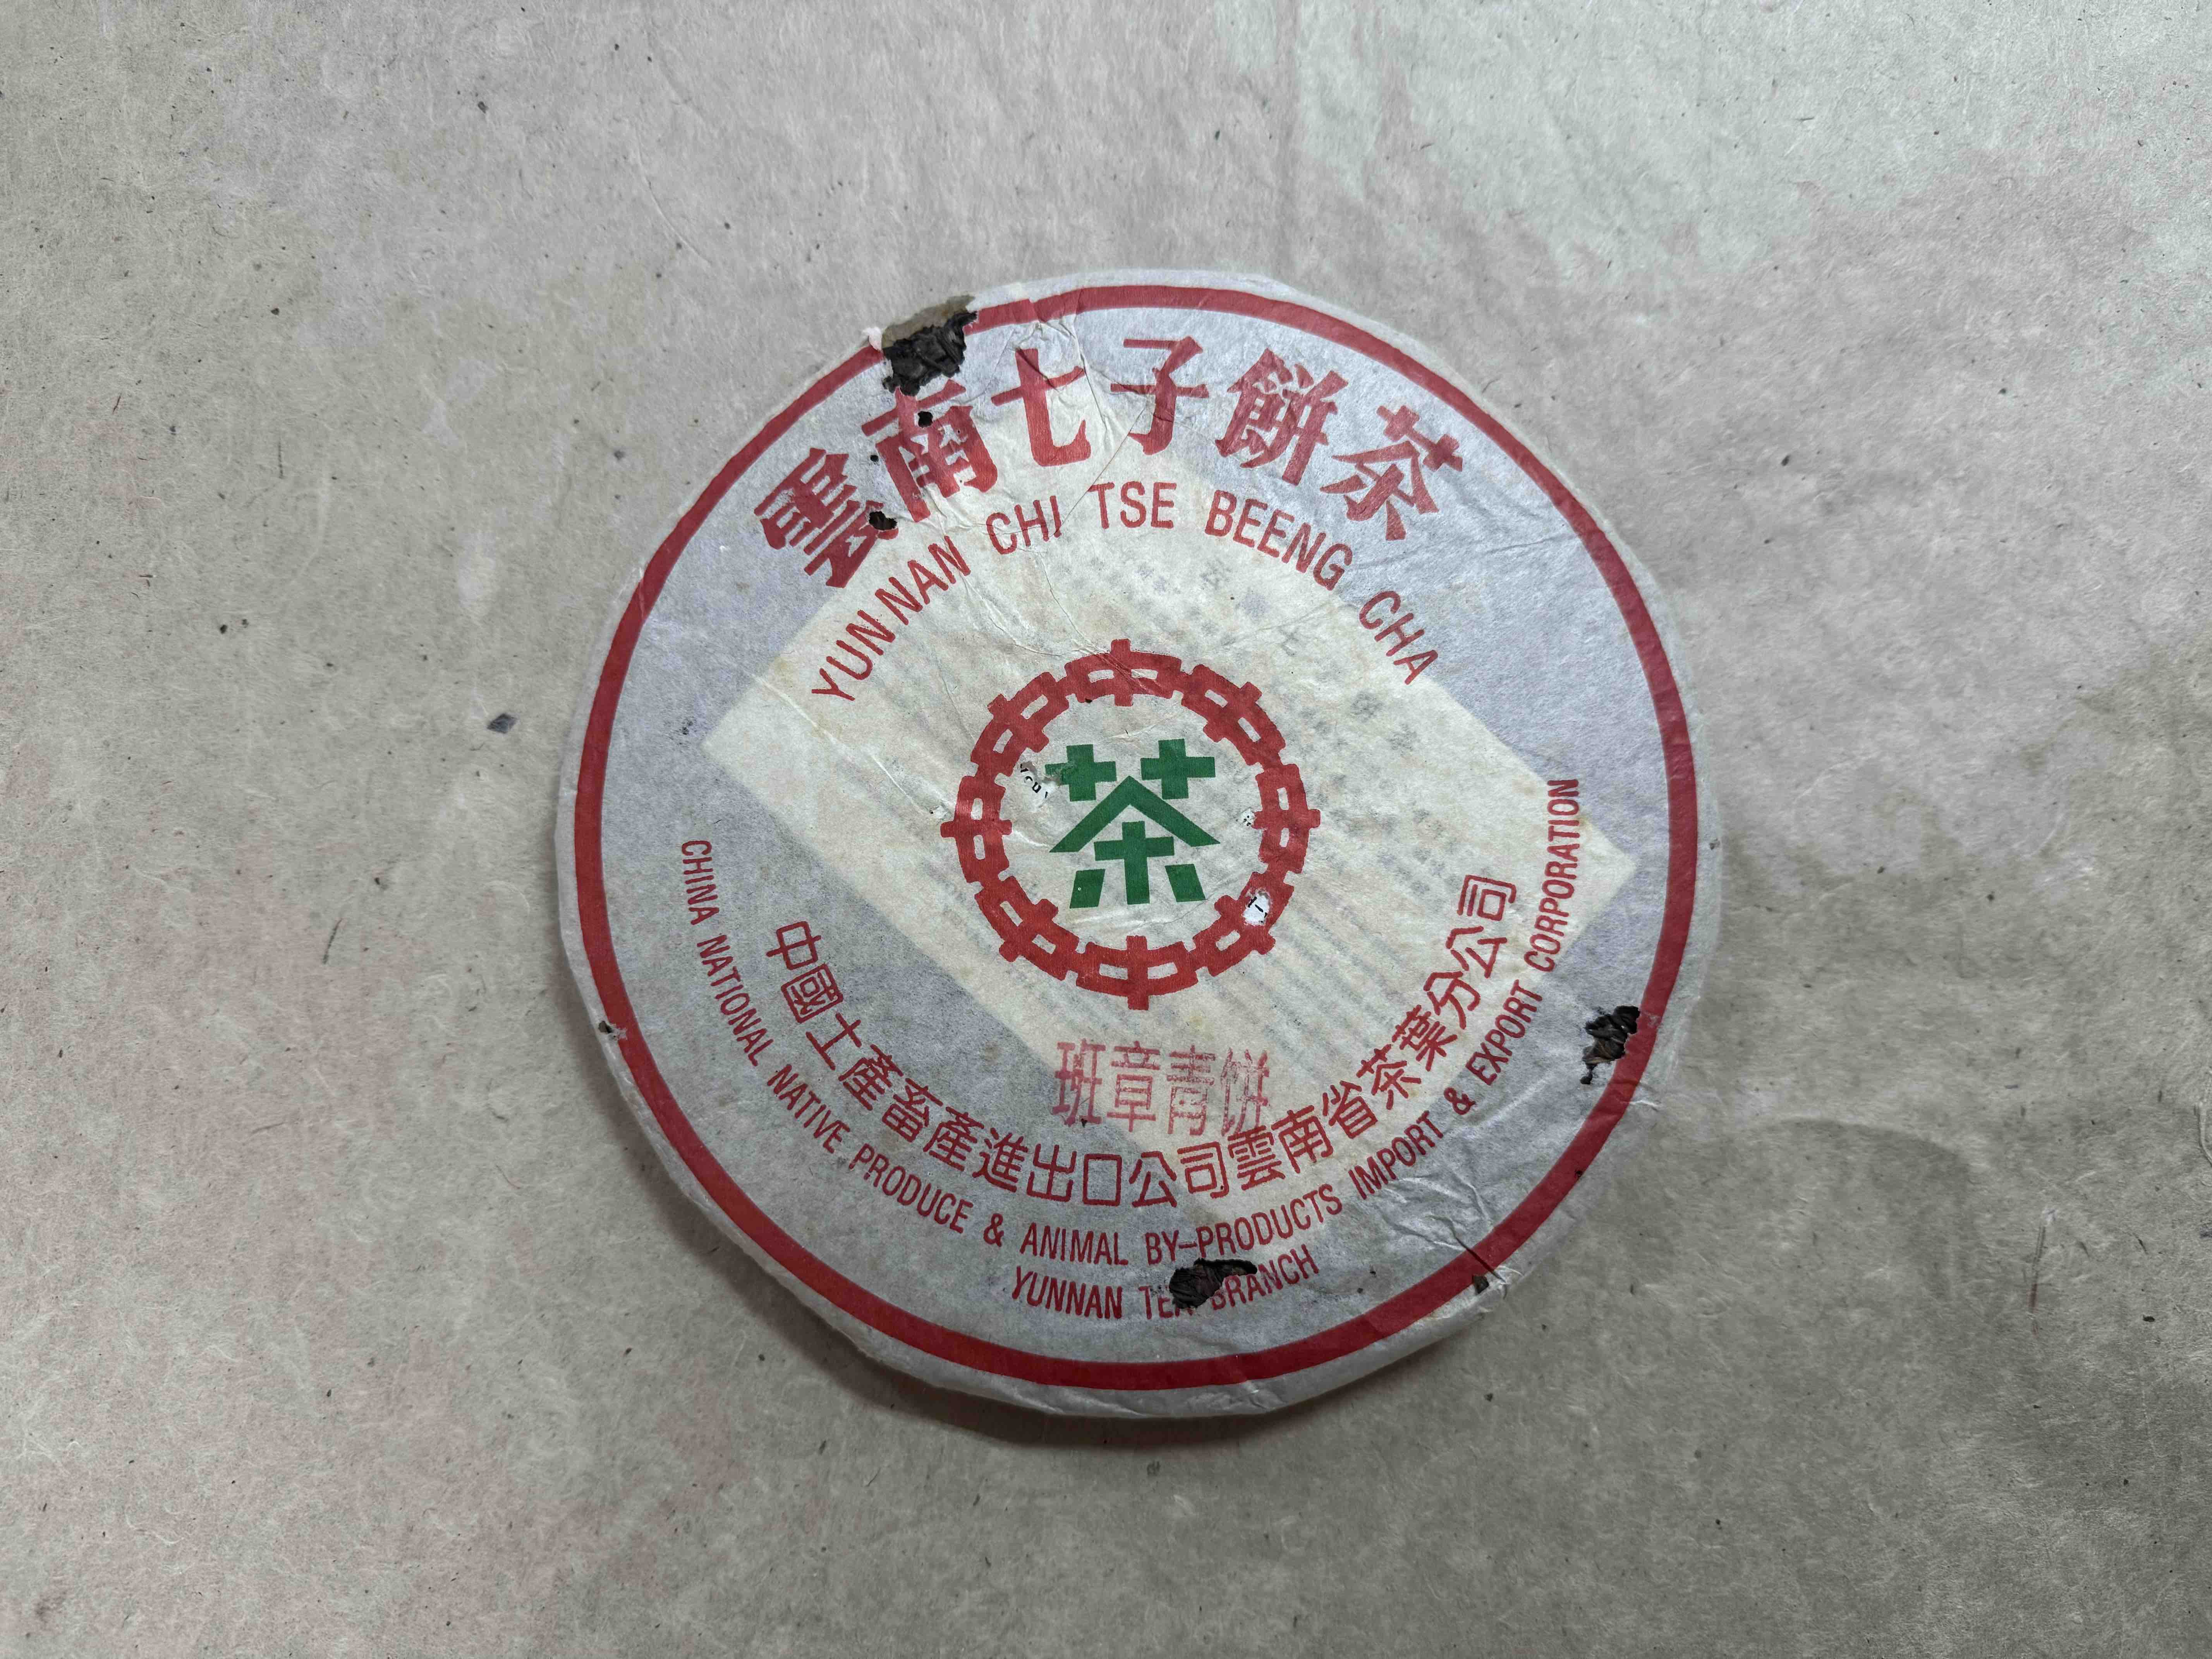 雲南七子餅茶
YUNNAN CHI TSE BEENG CHA
茶
班章青饼
中國土產畜產進出口公司雲南省茶葉分公司
CHINA NATIONAL NATIVE PRODUCE & ANIMAL BY-PRODUCTS IMPORT & EXPORT CORPORATION
YUNNAN TEA BRANCH